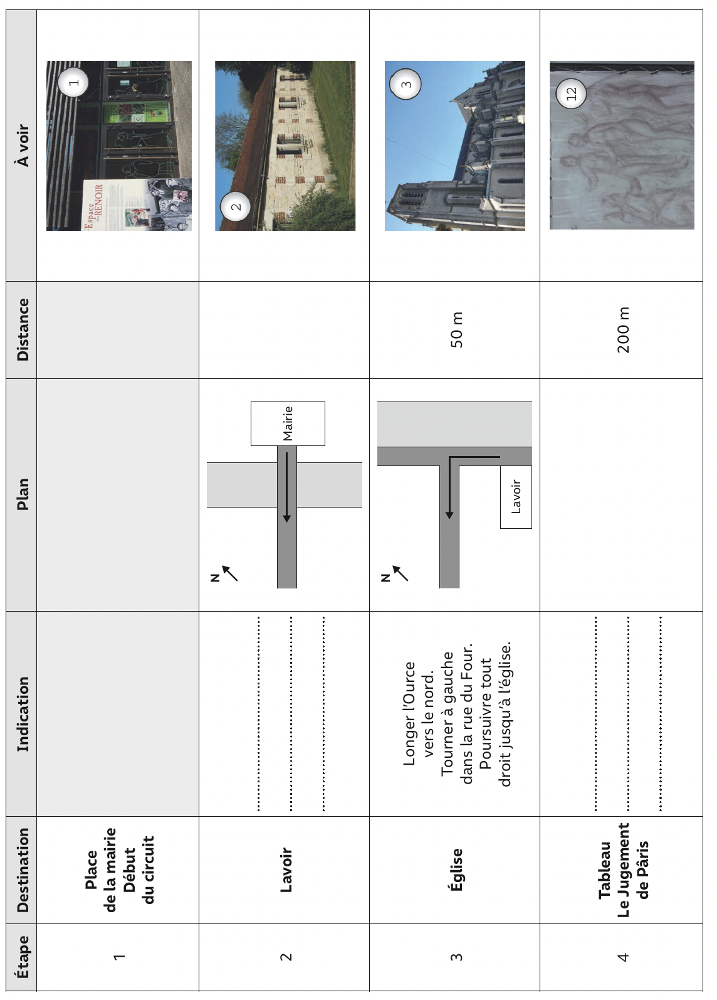 Étape
Destination
Indication
Plan
Distance
À voir
1
Place
de la mairie
Début
du circuit
Espace
des RENOIR
1
2
Lavoir
N
Mairie
2
3
Église
Longer l’Ource
vers le nord.
Tourner à gauche
dans la rue du Four.
Poursuivre tout
droit jusqu’à l’église.
N
Lavoir
50 m
3
4
Tableau
Le Jugement
de Pâris
200 m
12